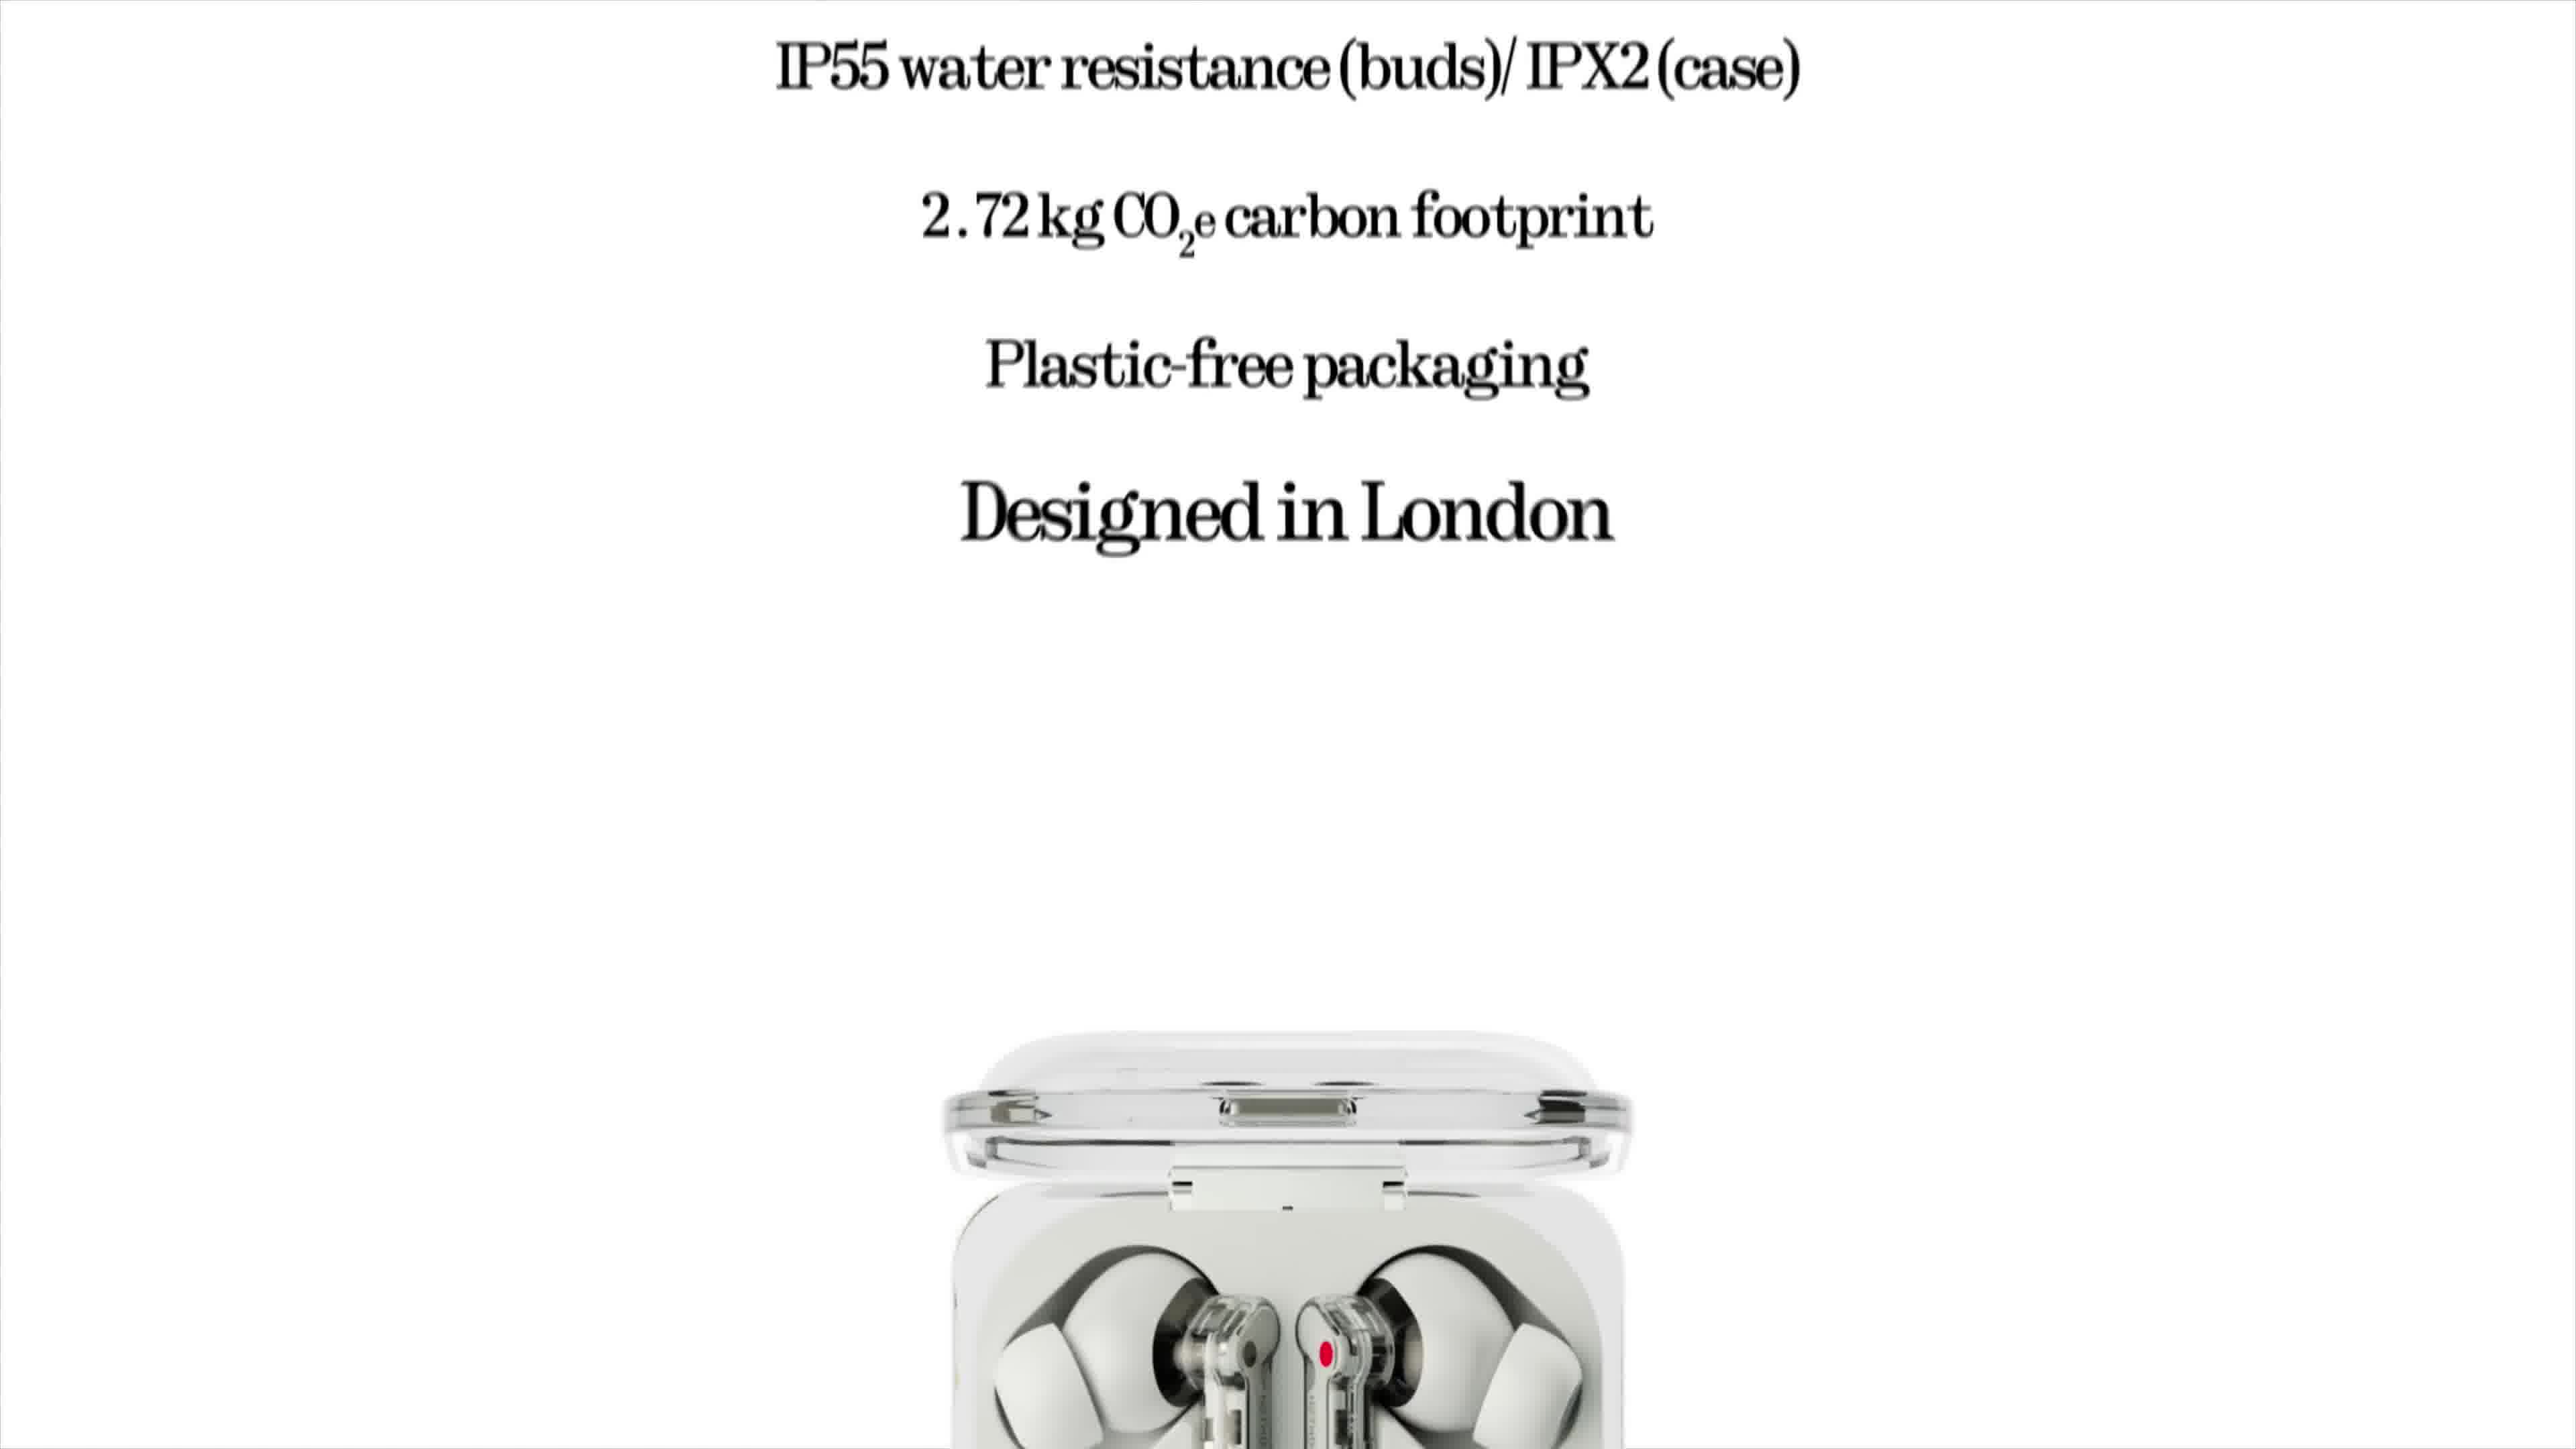 IP55 water resistance (buds)/ IPX2 (case)
2.72 kg CO₂e carbon footprint
Plastic-free packaging
Designed in London